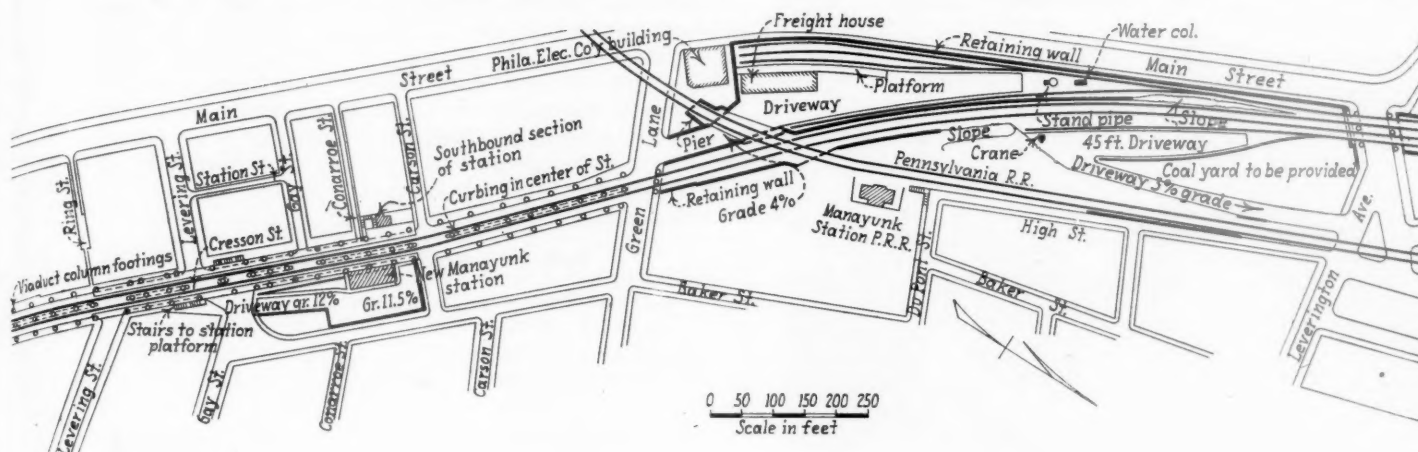 Freight house
Water col.
Phila. Elec. Co's building
Retaining wall
Street
Main
Street
Main
Platform
Driveway
Lane
Pier
Stand pipe
Slope
Slope
Crane
45 ft. Driveway
Coal yard to be provided
Driveway 3% grade
Pennsylvania R.R.
Southbound section
of station
Curbing in center of St.
Station St.
Ring St.
Levering St.
Gay St.
Conarroe St.
Carson St.
Cresson St.
Viaduct column footings
Retaining wall
Grade 4%
Manayunk
Station P.R.R.
High St.
Ave.
Leverington
Green
New Manayunk
station
Driveway gr. 12%
Gr. 11.5%
Stairs to station
platform
Baker St.
Du Pont St.
Baker St.
Levering St.
Gay St.
Conarroe St.
Carson St.
0 50 100 150 200 250
Scale in feet